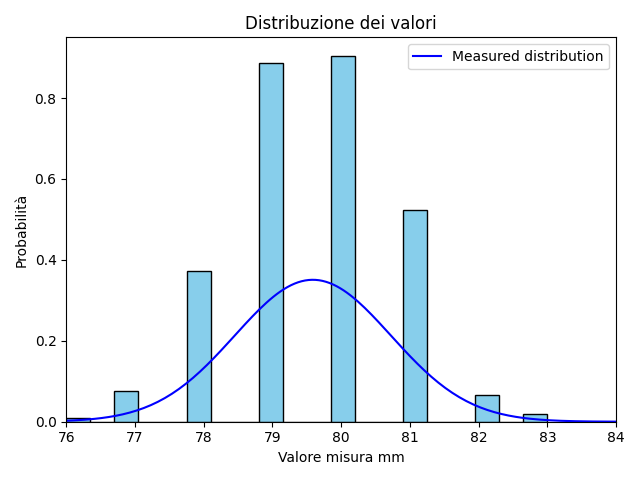 Distribuzione dei valori
Measured distribution
Probabilità
0.8
0.6
0.4
0.2
0.0
76 77 78 79 80 81 82 83 84
Valore misura mm